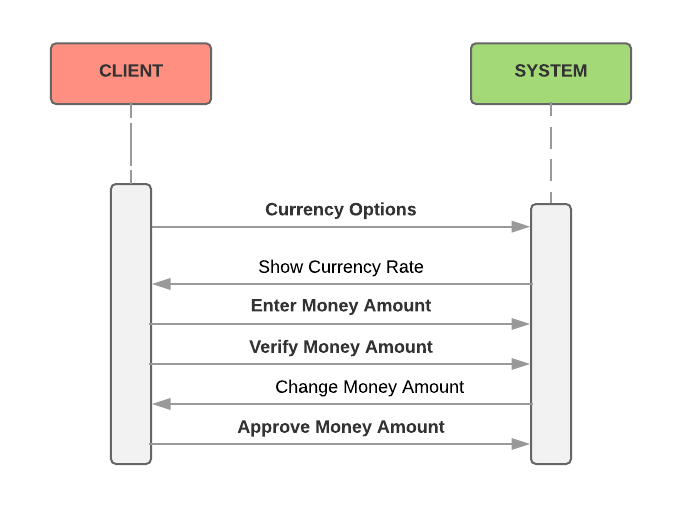 CLIENT
SYSTEM
Currency Options
Show Currency Rate
Enter Money Amount
Verify Money Amount
Change Money Amount
Approve Money Amount